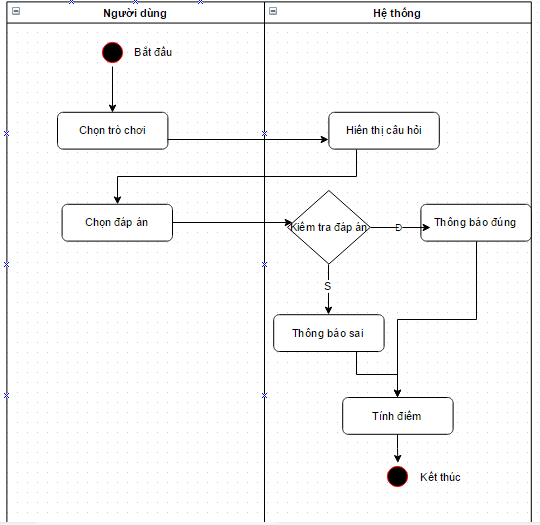 Người dùng
Hệ thống
Bắt đầu
Chọn trò chơi
Hiển thị câu hỏi
Chọn đáp án
Kiểm tra đáp án
Đ
Thông báo đúng
S
Thông báo sai
Tính điểm
Kết thúc